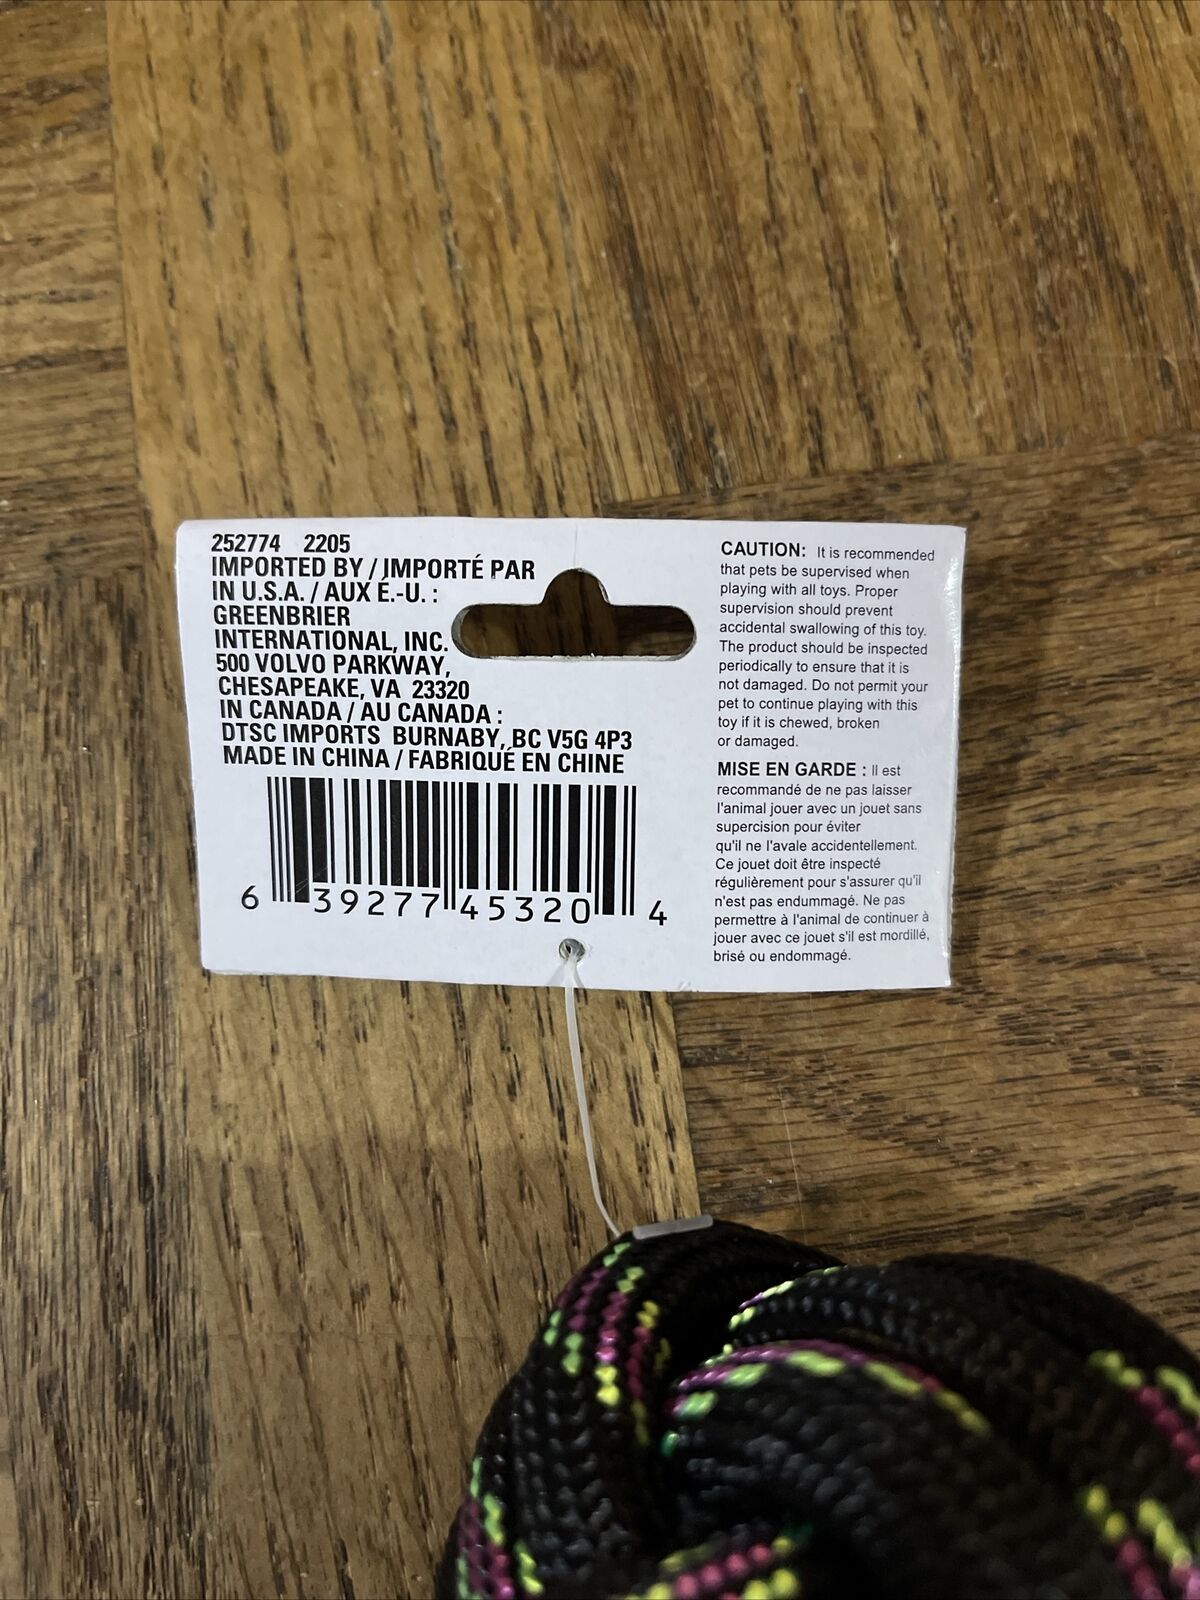 252774 2205
IMPORTED BY / IMPORTÉ PAR
IN U.S.A. / AUX É.-U. :
GREENBRIER
INTERNATIONAL, INC.
500 VOLVO PARKWAY,
CHESAPEAKE, VA 23320
IN CANADA / AU CANADA :
DTSC IMPORTS BURNABY, BC V5G 4P3
MADE IN CHINA / FABRIQUÉ EN CHINE
6 39277 45320 4
CAUTION: It is recommended
that pets be supervised when
playing with all toys. Proper
supervision should prevent
accidental swallowing of this toy.
The product should be inspected
periodically to ensure that it is
not damaged. Do not permit your
pet to continue playing with this
toy if it is chewed, broken
or damaged.
MISE EN GARDE : Il est
recommandé de ne pas laisser
l'animal jouer avec un jouet sans
supercision pour éviter
qu'il ne l'avale accidentellement.
Ce jouet doit être inspecté
régulièrement pour s'assurer qu'il
n'est pas endummagé. Ne pas
permettre à l'animal de continuer à
jouer avec ce jouet s'il est mordillé,
brisé ou endommagé.